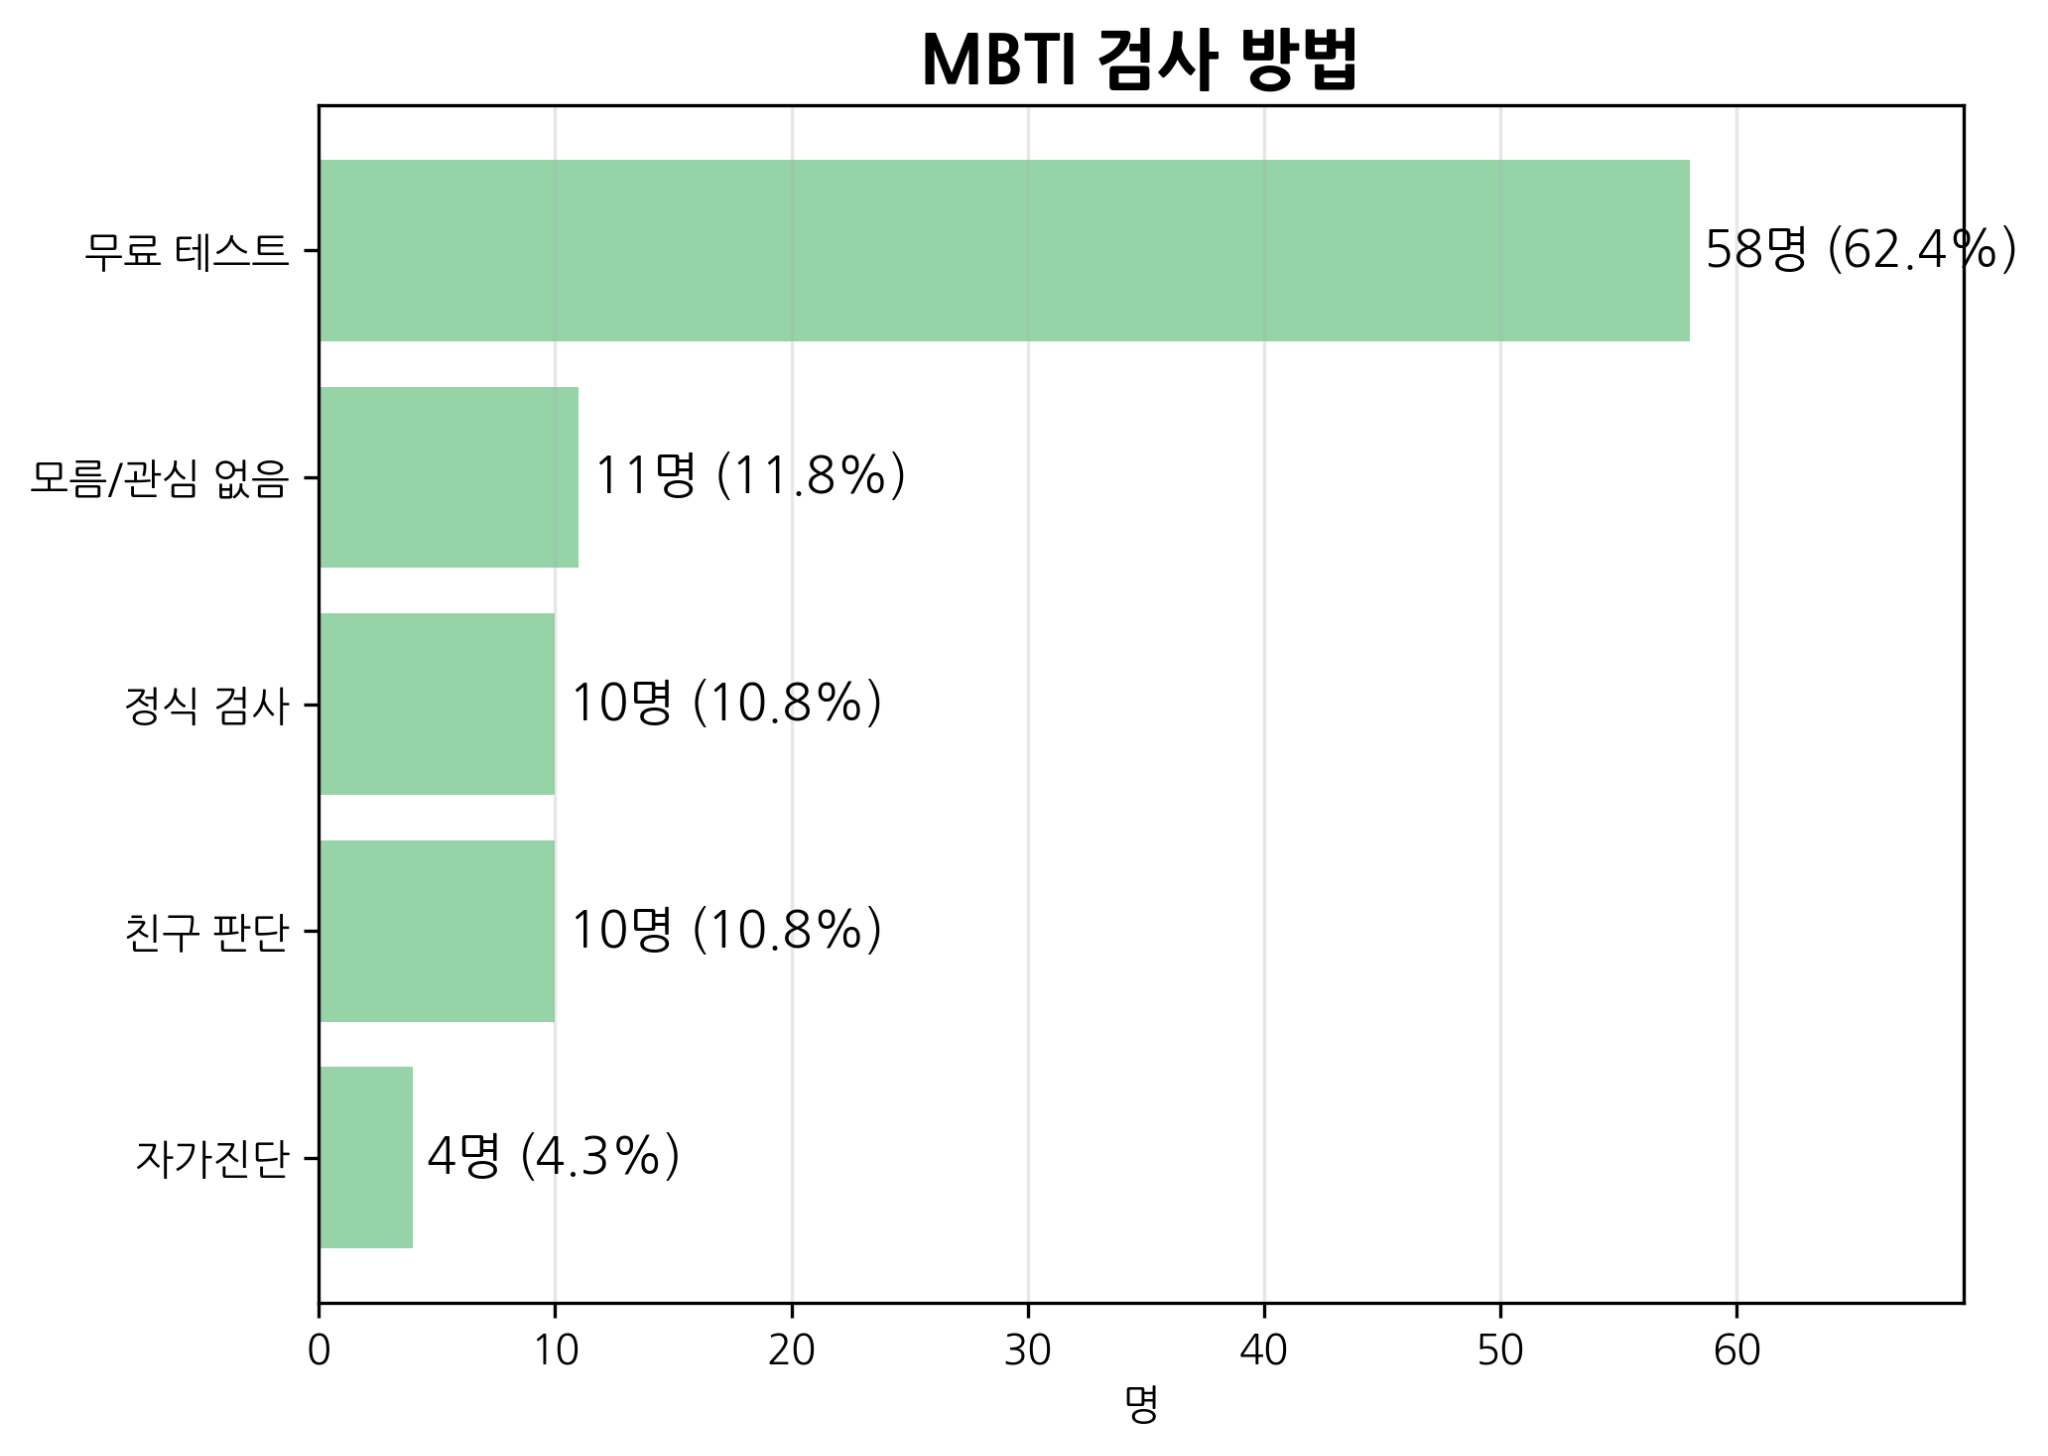 MBTI 검사 방법
무료 테스트
58명 (62.4%)
모름/관심 없음
11명 (11.8%)
정식 검사
10명 (10.8%)
친구 판단
10명 (10.8%)
자가진단
4명 (4.3%)
0 10 20 30 40 50 60
명